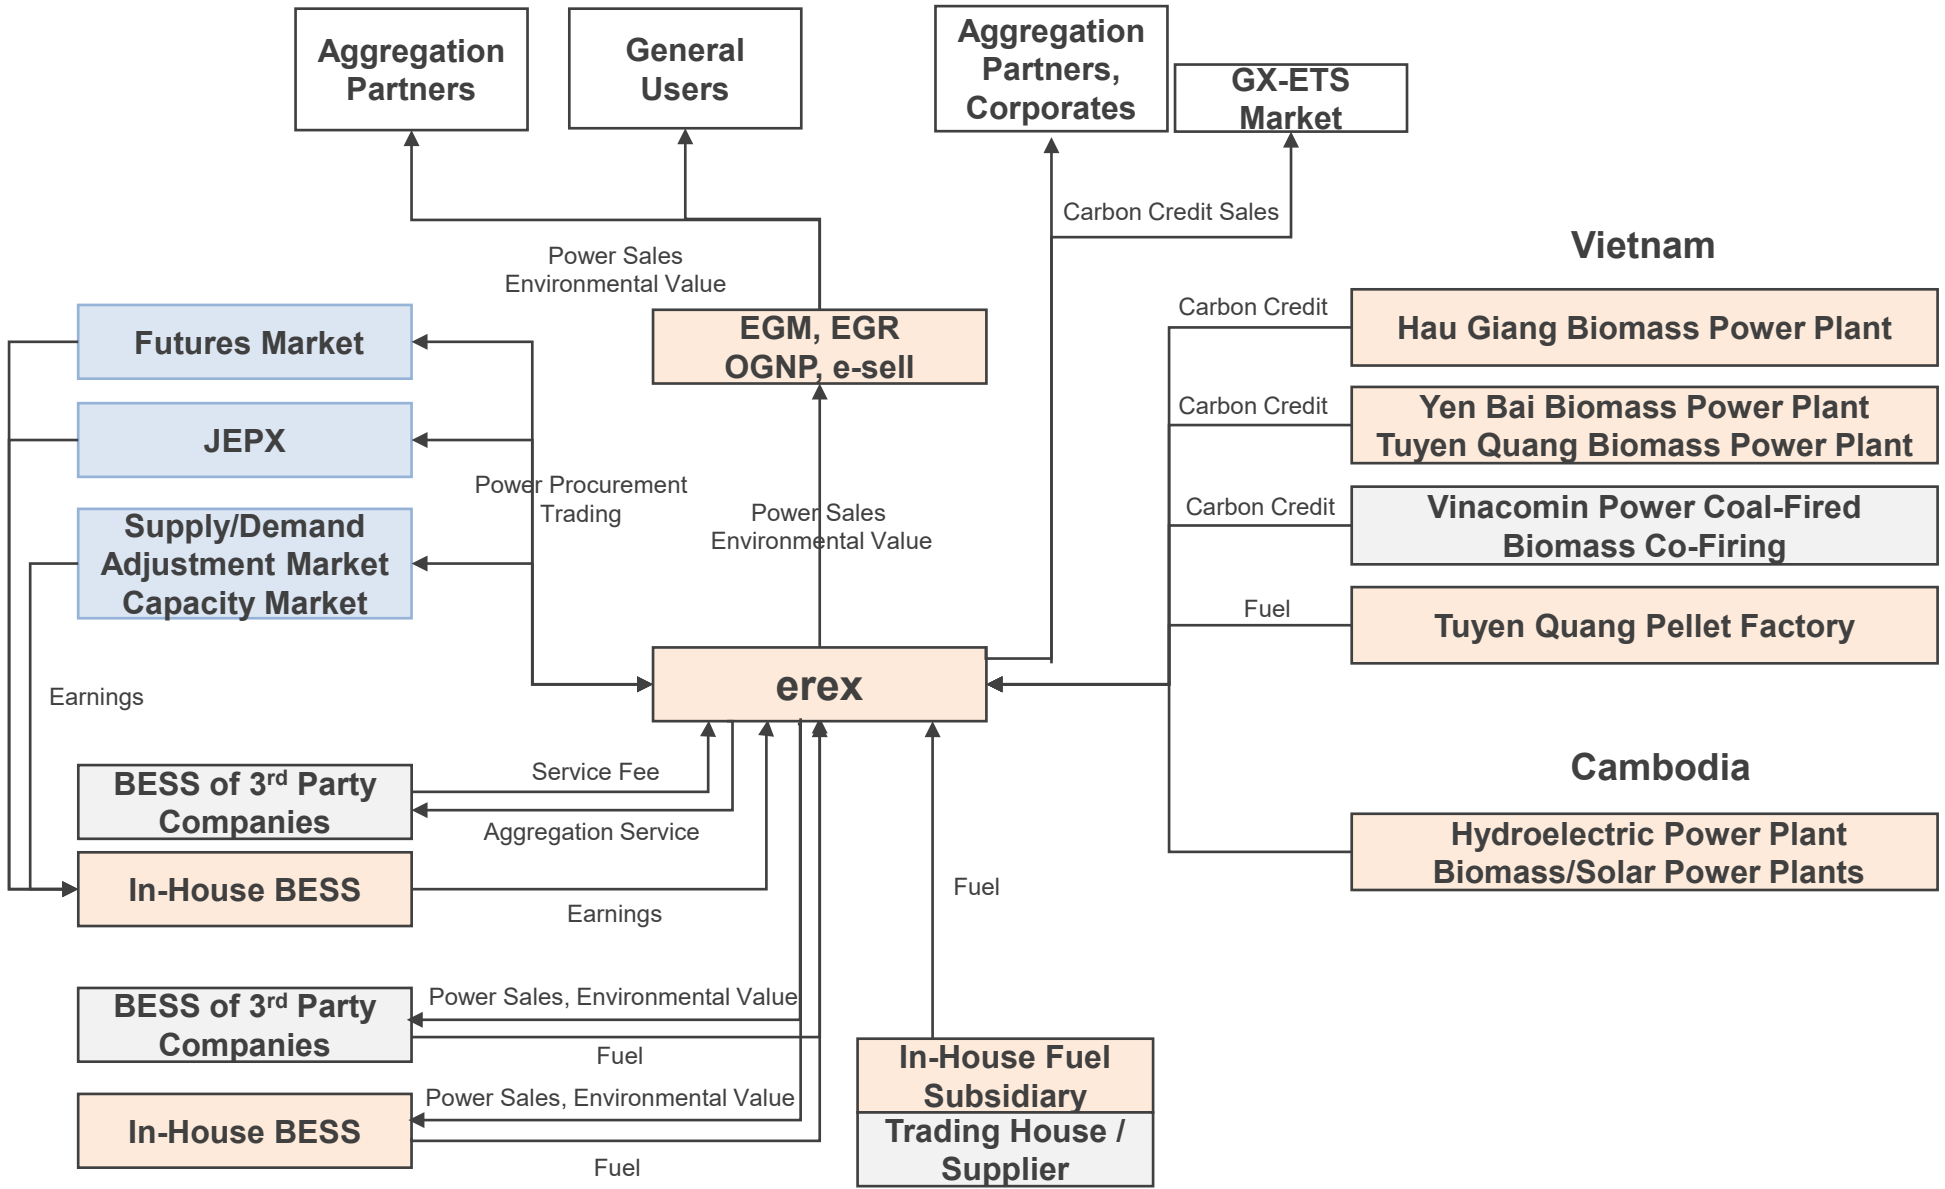 Aggregation
Partners
General
Users
Aggregation
Partners,
Corporates
GX-ETS
Market
Carbon Credit Sales
Power Sales
Environmental Value
Vietnam
Futures Market
EGM, EGR
OGNP, e-sell
Carbon Credit
Hau Giang Biomass Power Plant
JEPX
Carbon Credit
Yen Bai Biomass Power Plant
Tuyen Quang Biomass Power Plant
Power Procurement
Trading
Power Sales
Environmental Value
Carbon Credit
Vinacomin Power Coal-Fired
Biomass Co-Firing
Supply/Demand
Adjustment Market
Capacity Market
Fuel
Tuyen Quang Pellet Factory
Earnings
erex
Cambodia
BESS of 3rd Party
Companies
Service Fee
Aggregation Service
Hydroelectric Power Plant
Biomass/Solar Power Plants
In-House BESS
Earnings
Fuel
BESS of 3rd Party
Companies
Power Sales, Environmental Value
Fuel
In-House BESS
Power Sales, Environmental Value
Fuel
In-House Fuel
Subsidiary
Trading House /
Supplier